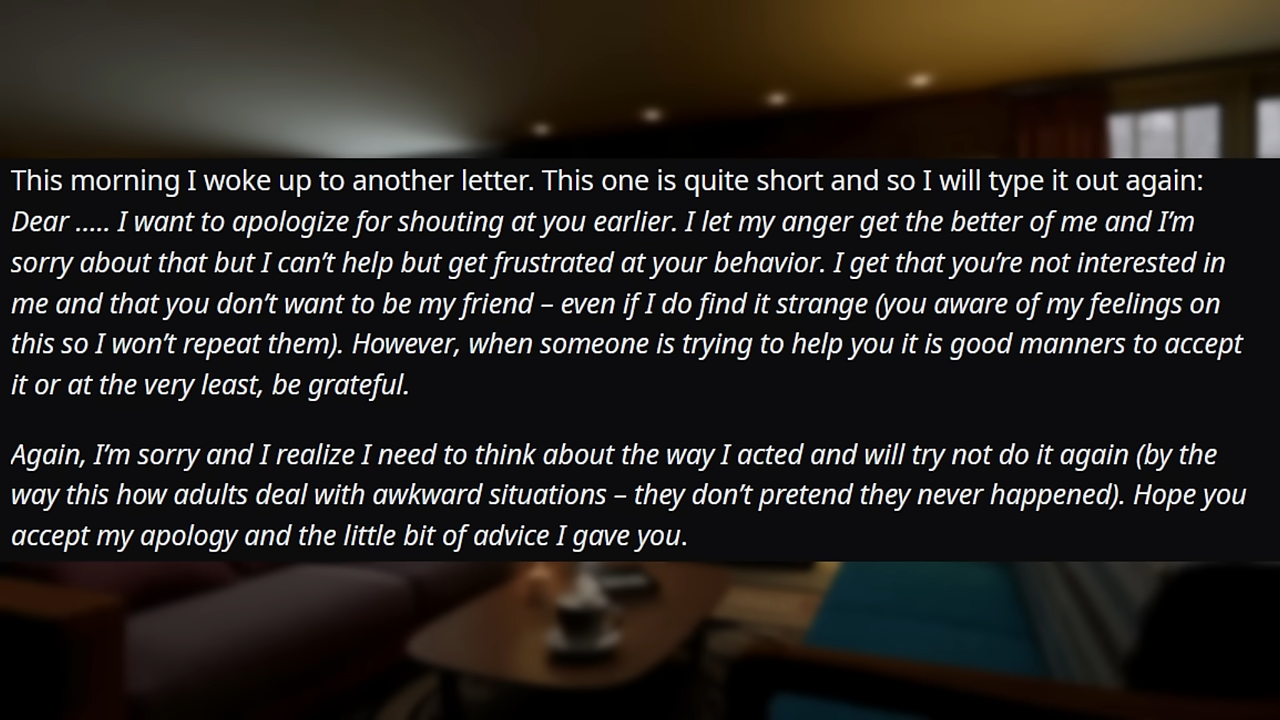 This morning I woke up to another letter. This one is quite short and so I will type it out again:
Dear ..... I want to apologize for shouting at you earlier. I let my anger get the better of me and I’m
sorry about that but I can’t help but get frustrated at your behavior. I get that you’re not interested in
me and that you don’t want to be my friend – even if I do find it strange (you aware of my feelings on
this so I won’t repeat them). However, when someone is trying to help you it is good manners to accept
it or at the very least, be grateful.
Again, I’m sorry and I realize I need to think about the way I acted and will try not do it again (by the
way this how adults deal with awkward situations – they don’t pretend they never happened). Hope you
accept my apology and the little bit of advice I gave you.